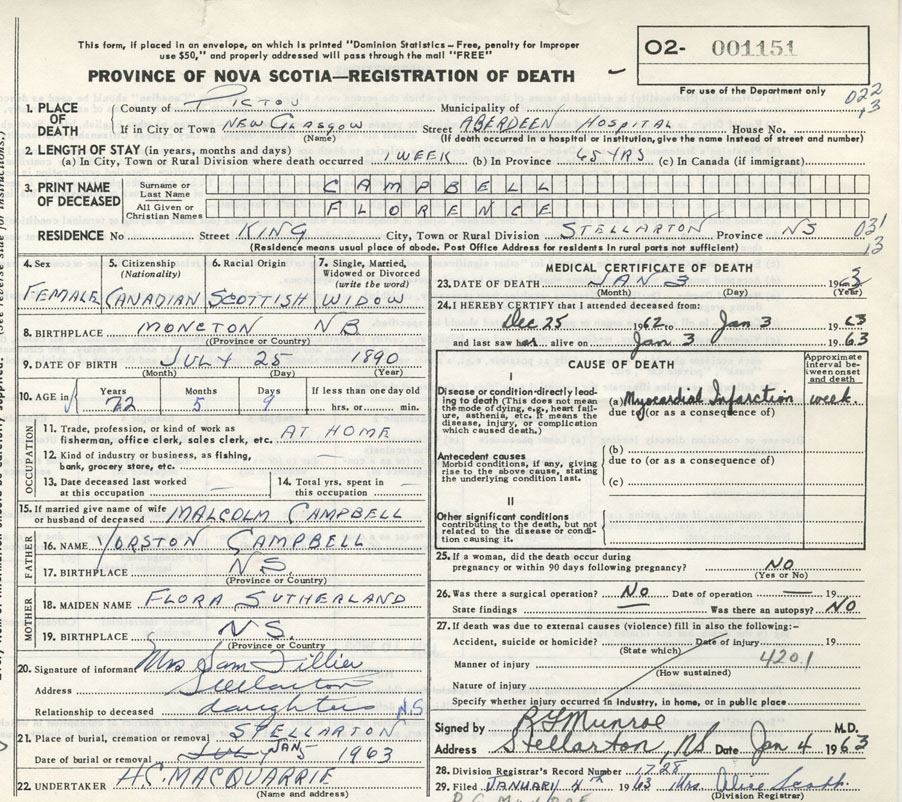 This form, if placed in an envelope, on which is printed "Dominion Statistics – Free, penalty for improper
use $50," and properly addressed will pass through the mail "FREE"
O2- 001151
PROVINCE OF NOVA SCOTIA—REGISTRATION OF DEATH
For use of the Department only
022
13
1. PLACE OF DEATH
County of PICTOU Municipality of
If in City or Town NEW GLASGOW Street ABERDEEN HOSPITAL House No.
(Name) (If death occurred in a hospital or institution, give the name instead of street and number)
2. LENGTH OF STAY (in years, months and days)
(a) In City, Town or Rural Division where death occurred 1 WEEK (b) In Province 65 YRS (c) In Canada (if immigrant)
3. PRINT NAME OF DECEASED
Surname or Last Name CAMPBELL
All Given or Christian Names FLORENCE
RESIDENCE No Street KING City, Town or Rural Division STELLARTON Province NS
031
13
(Residence means usual place of abode. Post Office Address for residents in rural parts not sufficient)
4. Sex 5. Citizenship (Nationality) 6. Racial Origin 7. Single, Married, Widowed or Divorced (write the word)
FEMALE CANADIAN SCOTTISH WIDOW
8. BIRTHPLACE MONCTON NB
(Province or Country)
9. DATE OF BIRTH JULY 25 1890
(Month) (Day) (Year)
10. AGE in Years Months Days If less than one day old
72 5 9 hrs. or min.
OCCUPATION
11. Trade, profession, or kind of work as
fisherman, office clerk, sales clerk, etc. AT HOME
12. Kind of industry or business, as fishing,
bank, grocery store, etc. —
13. Date deceased last worked
at this occupation —
14. Total yrs. spent in
this occupation —
15. If married give name of wife
or husband of deceased MALCOLM CAMPBELL
FATHER
16. NAME YORSTON CAMPBELL
17. BIRTHPLACE N.S.
(Province or Country)
MOTHER
18. MAIDEN NAME FLORA SUTHERLAND
19. BIRTHPLACE N.S.
(Province or Country)
20. Signature of informant Mrs Sam Tillier
Address Stellarton
Relationship to deceased daughter N.S
21. Place of burial, cremation or removal STELLARTON
Date of burial or removal JAN 5 1963
22. UNDERTAKER H.C. MACQUARRIE
(Name and address)
MEDICAL CERTIFICATE OF DEATH
23. DATE OF DEATH JAN 3 1963
(Month) (Day) (Year)
24. I HEREBY CERTIFY that I attended deceased from:
Dec 25 1962 to Jan 3 1963
and last saw her alive on Jan 3 1963
CAUSE OF DEATH
Approximate interval between onset and death
I
Disease or condition directly leading to death (This does not mean the mode of dying, e.g., heart failure, asthenia, etc. It means the disease, injury, or complication which caused death.)
(a) Myocardial Infarction week.
due to (or as a consequence of)
Antecedent causes
Morbid conditions, if any, giving rise to the above cause, stating the underlying condition last.
(b)
due to (or as a consequence of)
(c)
II
Other significant conditions
contributing to the death, but not related to the disease or condition causing it.
25. If a woman, did the death occur during
pregnancy or within 90 days following pregnancy? NO
(Yes or No)
26. Was there a surgical operation? NO Date of operation — 19
State findings — Was there an autopsy? NO
27. If death was due to external causes (violence) fill in also the following:–
Accident, suicide or homicide? Date of injury 19
(State which)
Manner of injury 420.1
(How sustained)
Nature of injury
Specify whether injury occurred in industry, in home, or in public place
Signed by R G Munroe M.D.
Address Stellarton, NS Date Jan 4 1963
28. Division Registrar's Record Number 1728
29. Filed JANUARY 4th 1963 Mrs Alice
(Division Registrar)